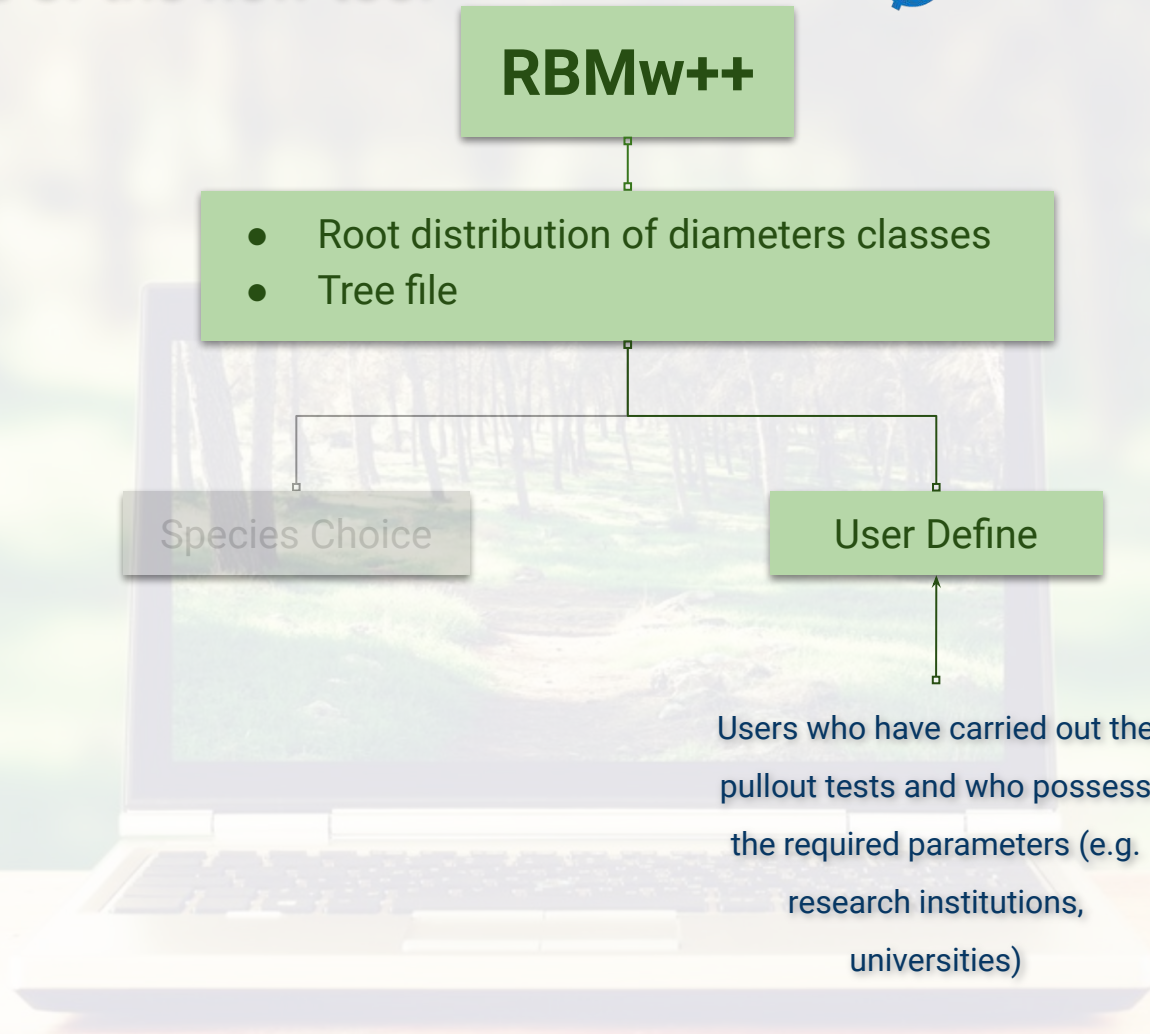 RBMw++
● Root distribution of diameters classes
● Tree file
Species Choice
User Define
Users who have carried out the
pullout tests and who possess
the required parameters (e.g.
research institutions,
universities)